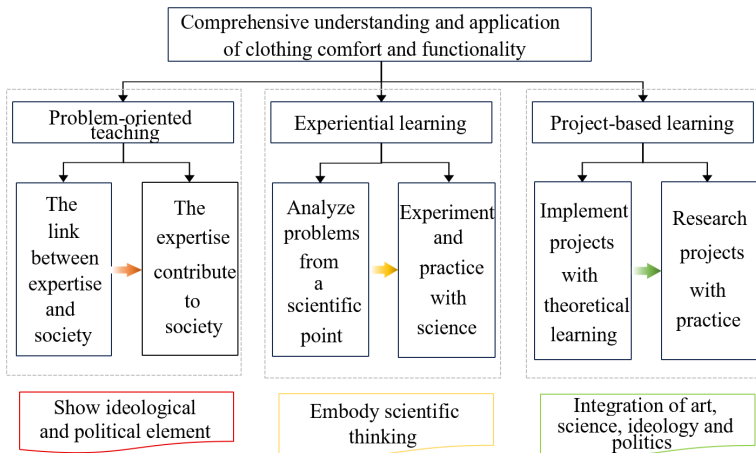 Comprehensive understanding and application
of clothing comfort and functionality
Problem-oriented
teaching
Experiential learning
Project-based learning
The
link
between
expertise
and
society
The
expertise
contribute
to
society
Analyze
problems
from
a
scientific
point
Experiment
and
practice
with
science
Implement
projects
with
theoretical
learning
Research
projects
with
practice
Show ideological
and political element
Embody scientific
thinking
Integration of art,
science, ideology and
politics